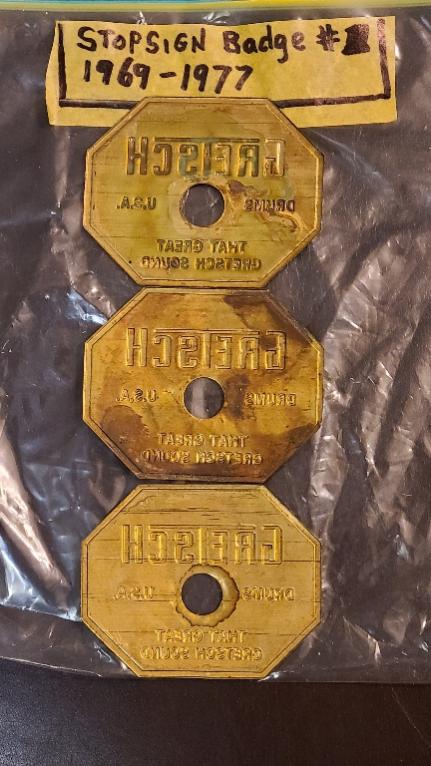 STOPSIGN Badge #1
1969-1977
GRETSCH
DRUMS U.S.A.
THAT GREAT
GRETSCH SOUND
GRETSCH
DRUMS U.S.A.
THAT GREAT
GRETSCH SOUND
GRETSCH
DRUMS U.S.A.
THAT GREAT
GRETSCH SOUND